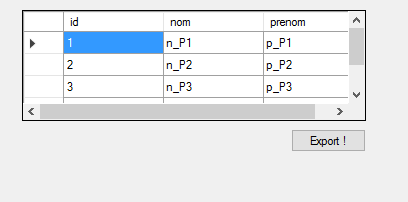 id nom prenom
1 n_P1 p_P1
2 n_P2 p_P2
3 n_P3 p_P3
Export !